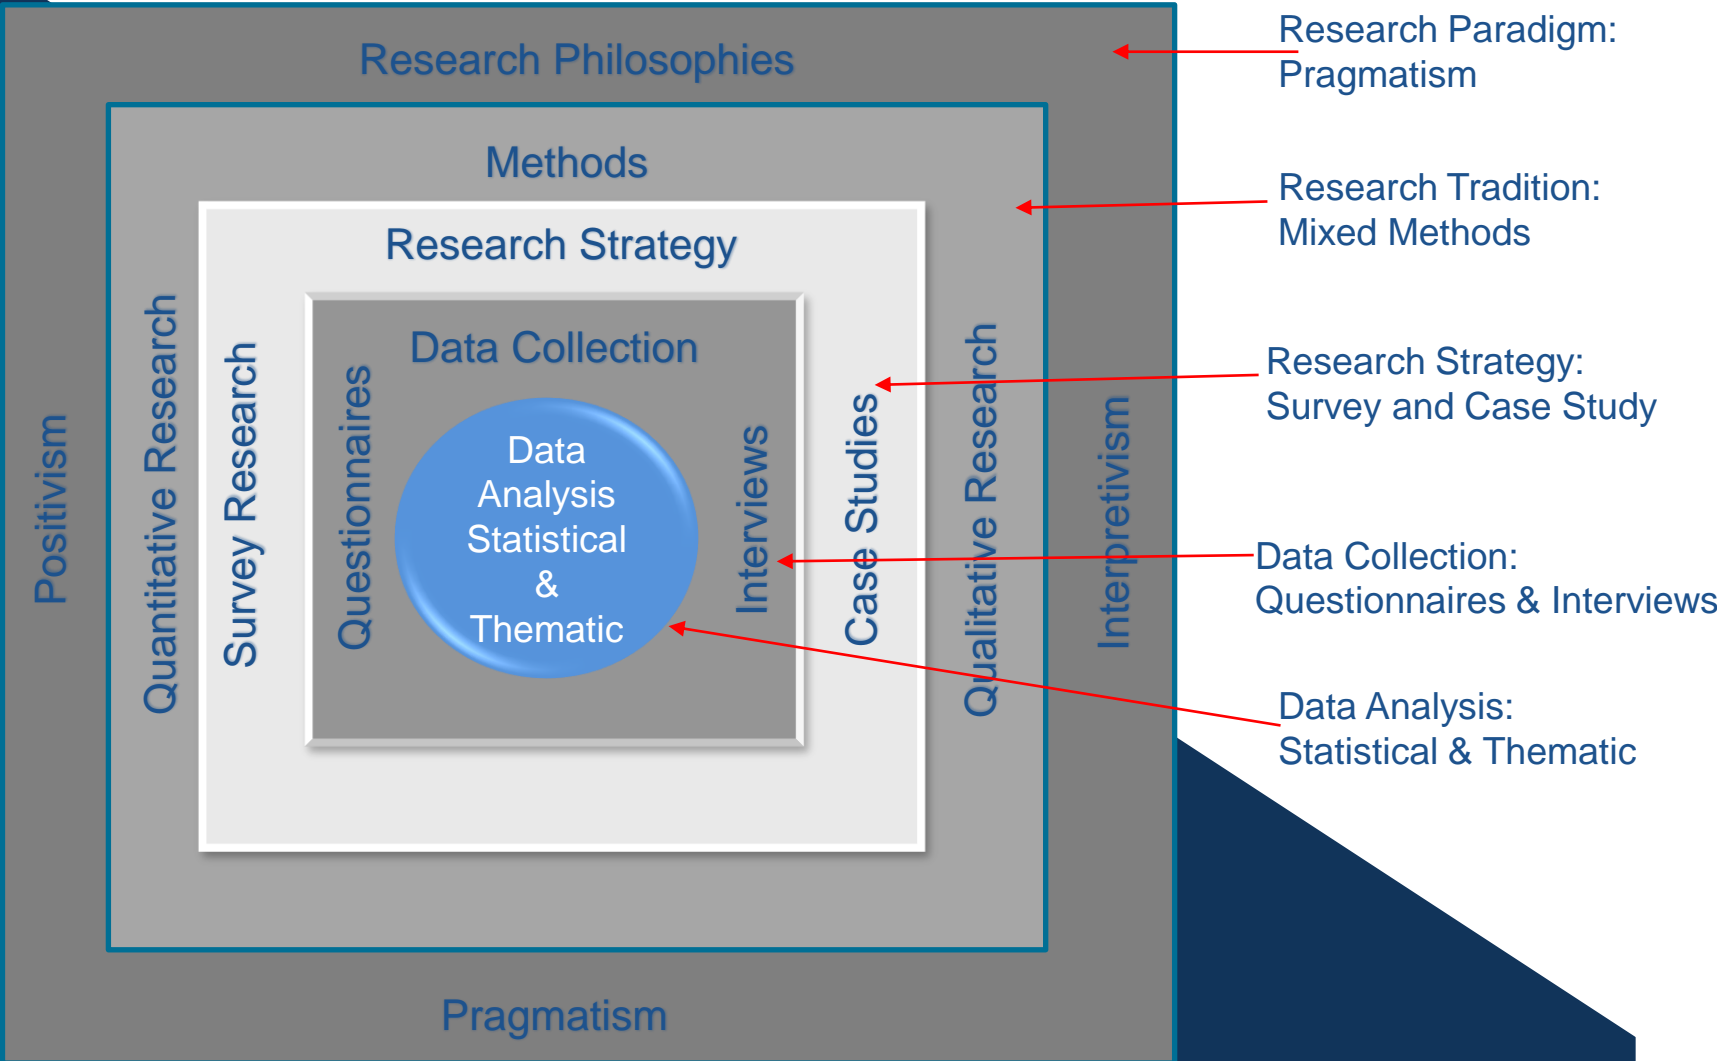 Research Philosophies
Methods
Research Strategy
Data Collection
Positivism
Quantitative Research
Survey Research
Questionnaires
Data
Analysis
Statistical
&
Thematic
Interviews
Case Studies
Qualitative Research
Interpretivism
Pragmatism
Research Paradigm:
Pragmatism
Research Tradition:
Mixed Methods
Research Strategy:
Survey and Case Study
Data Collection:
Questionnaires & Interviews
Data Analysis:
Statistical & Thematic